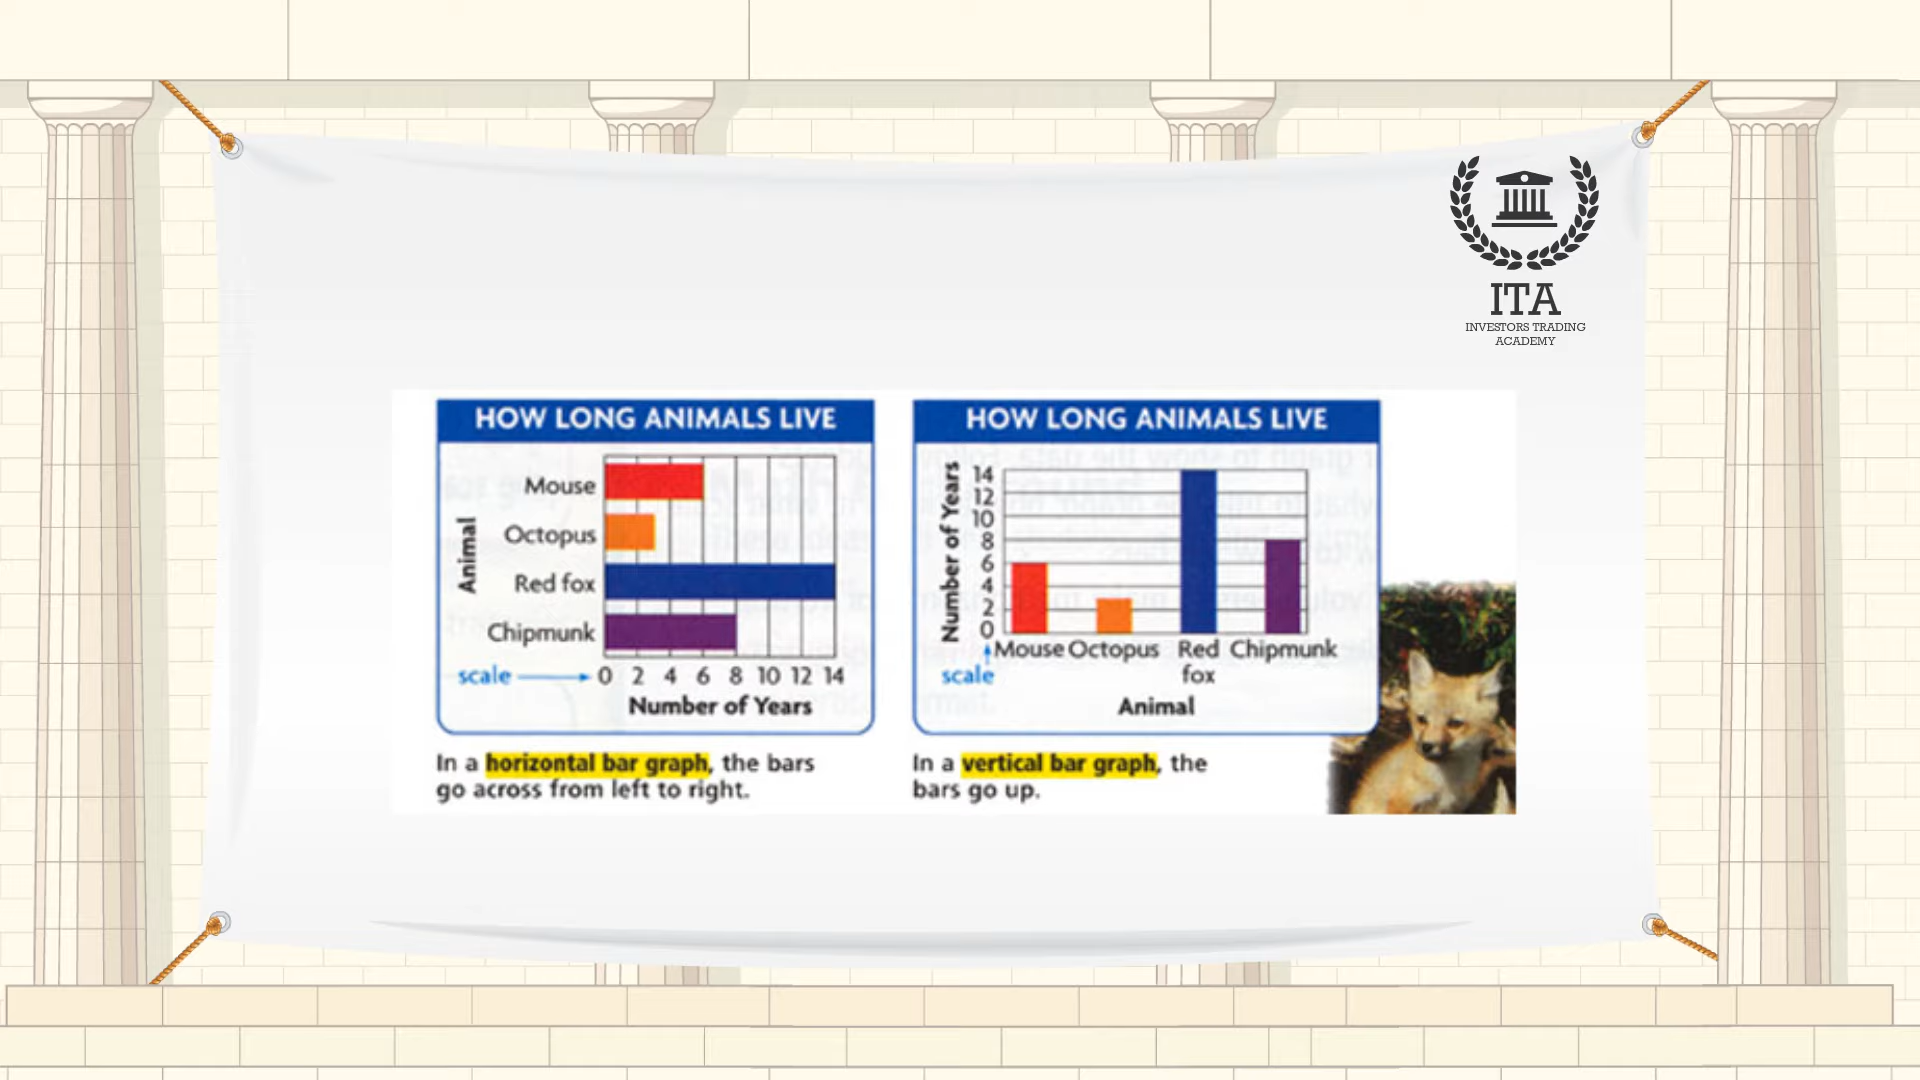 ITA
INVESTORS TRADING
ACADEMY
HOW LONG ANIMALS LIVE
Animal
Mouse
Octopus
Red fox
Chipmunk
scale
0 2 4 6 8 10 12 14
Number of Years
In a horizontal bar graph, the bars
go across from left to right.
HOW LONG ANIMALS LIVE
Number of Years
14
12
10
8
6
4
2
0
Mouse Octopus Red Chipmunk
fox
scale
Animal
In a vertical bar graph, the
bars go up.